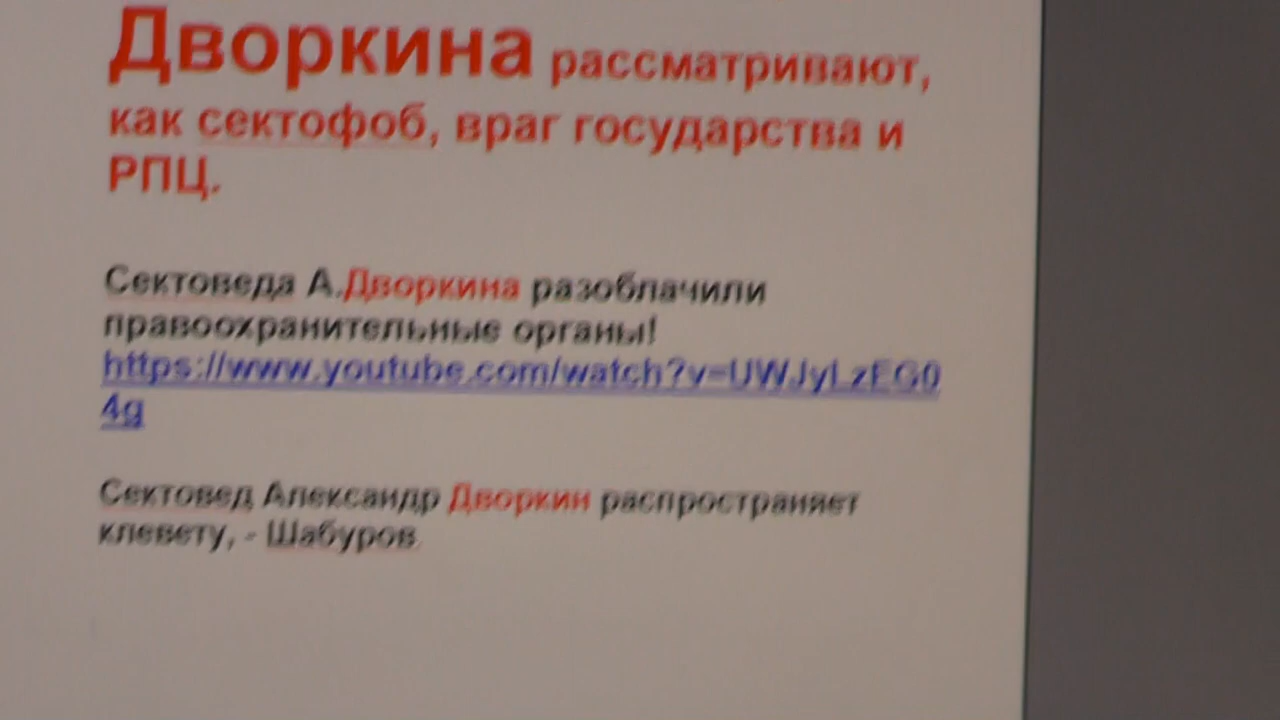 Дворкина рассматривают,
как сектофоб, враг государства и
РПЦ.
Сектоведа А.Дворкина разоблачили
правоохранительные органы!
https://www.youtube.com/watch?v=UWJyLzEG0
4g
Сектовед Александр Дворкин распространяет
клевету, - Шабуров